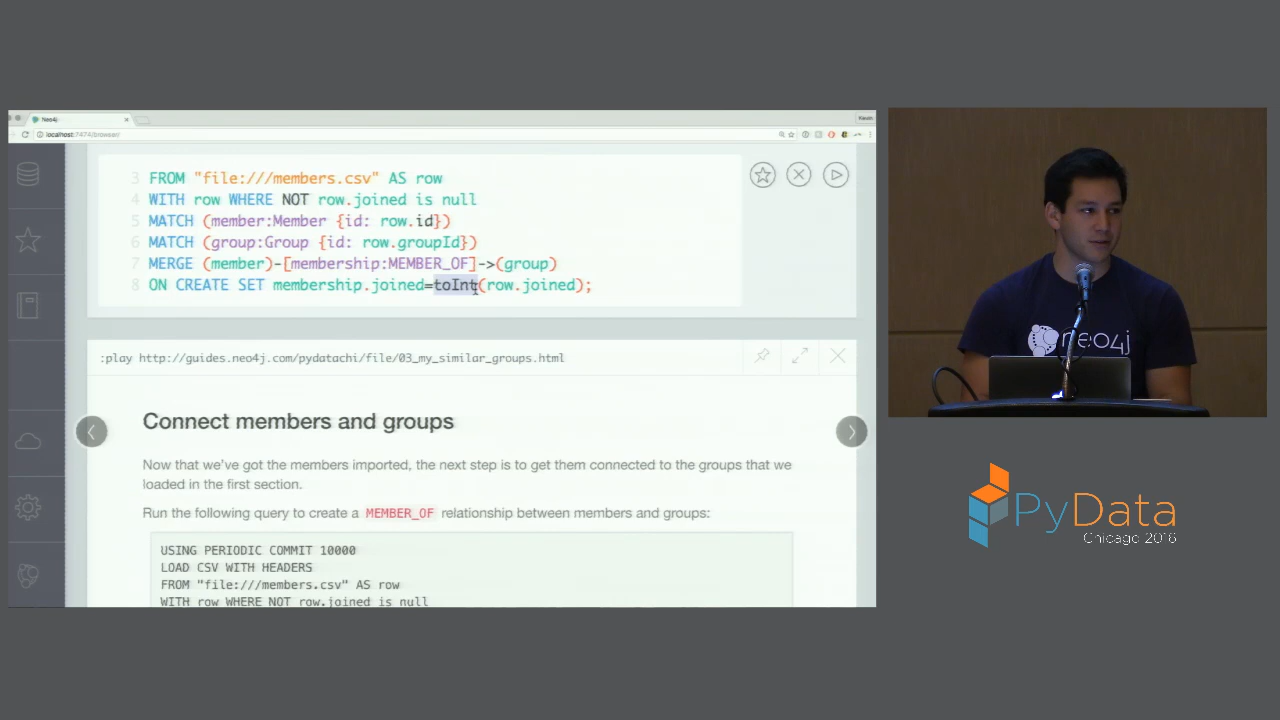 Neo4j
Kevin
localhost:7474/browser/
3 FROM "file:///members.csv" AS row
4 WITH row WHERE NOT row.joined is null
5 MATCH (member:Member {id: row.id})
6 MATCH (group:Group {id: row.groupId})
7 MERGE (member)-[membership:MEMBER_OF]->(group)
8 ON CREATE SET membership.joined=toInt(row.joined);
:play http://guides.neo4j.com/pydatachi/file/03_my_similar_groups.html
Connect members and groups
Now that we've got the members imported, the next step is to get them connected to the groups that we
loaded in the first section.
Run the following query to create a MEMBER_OF relationship between members and groups:
USING PERIODIC COMMIT 10000
LOAD CSV WITH HEADERS
FROM "file:///members.csv" AS row
WITH row WHERE NOT row.joined is null
neo4j
PyData
Chicago 2016